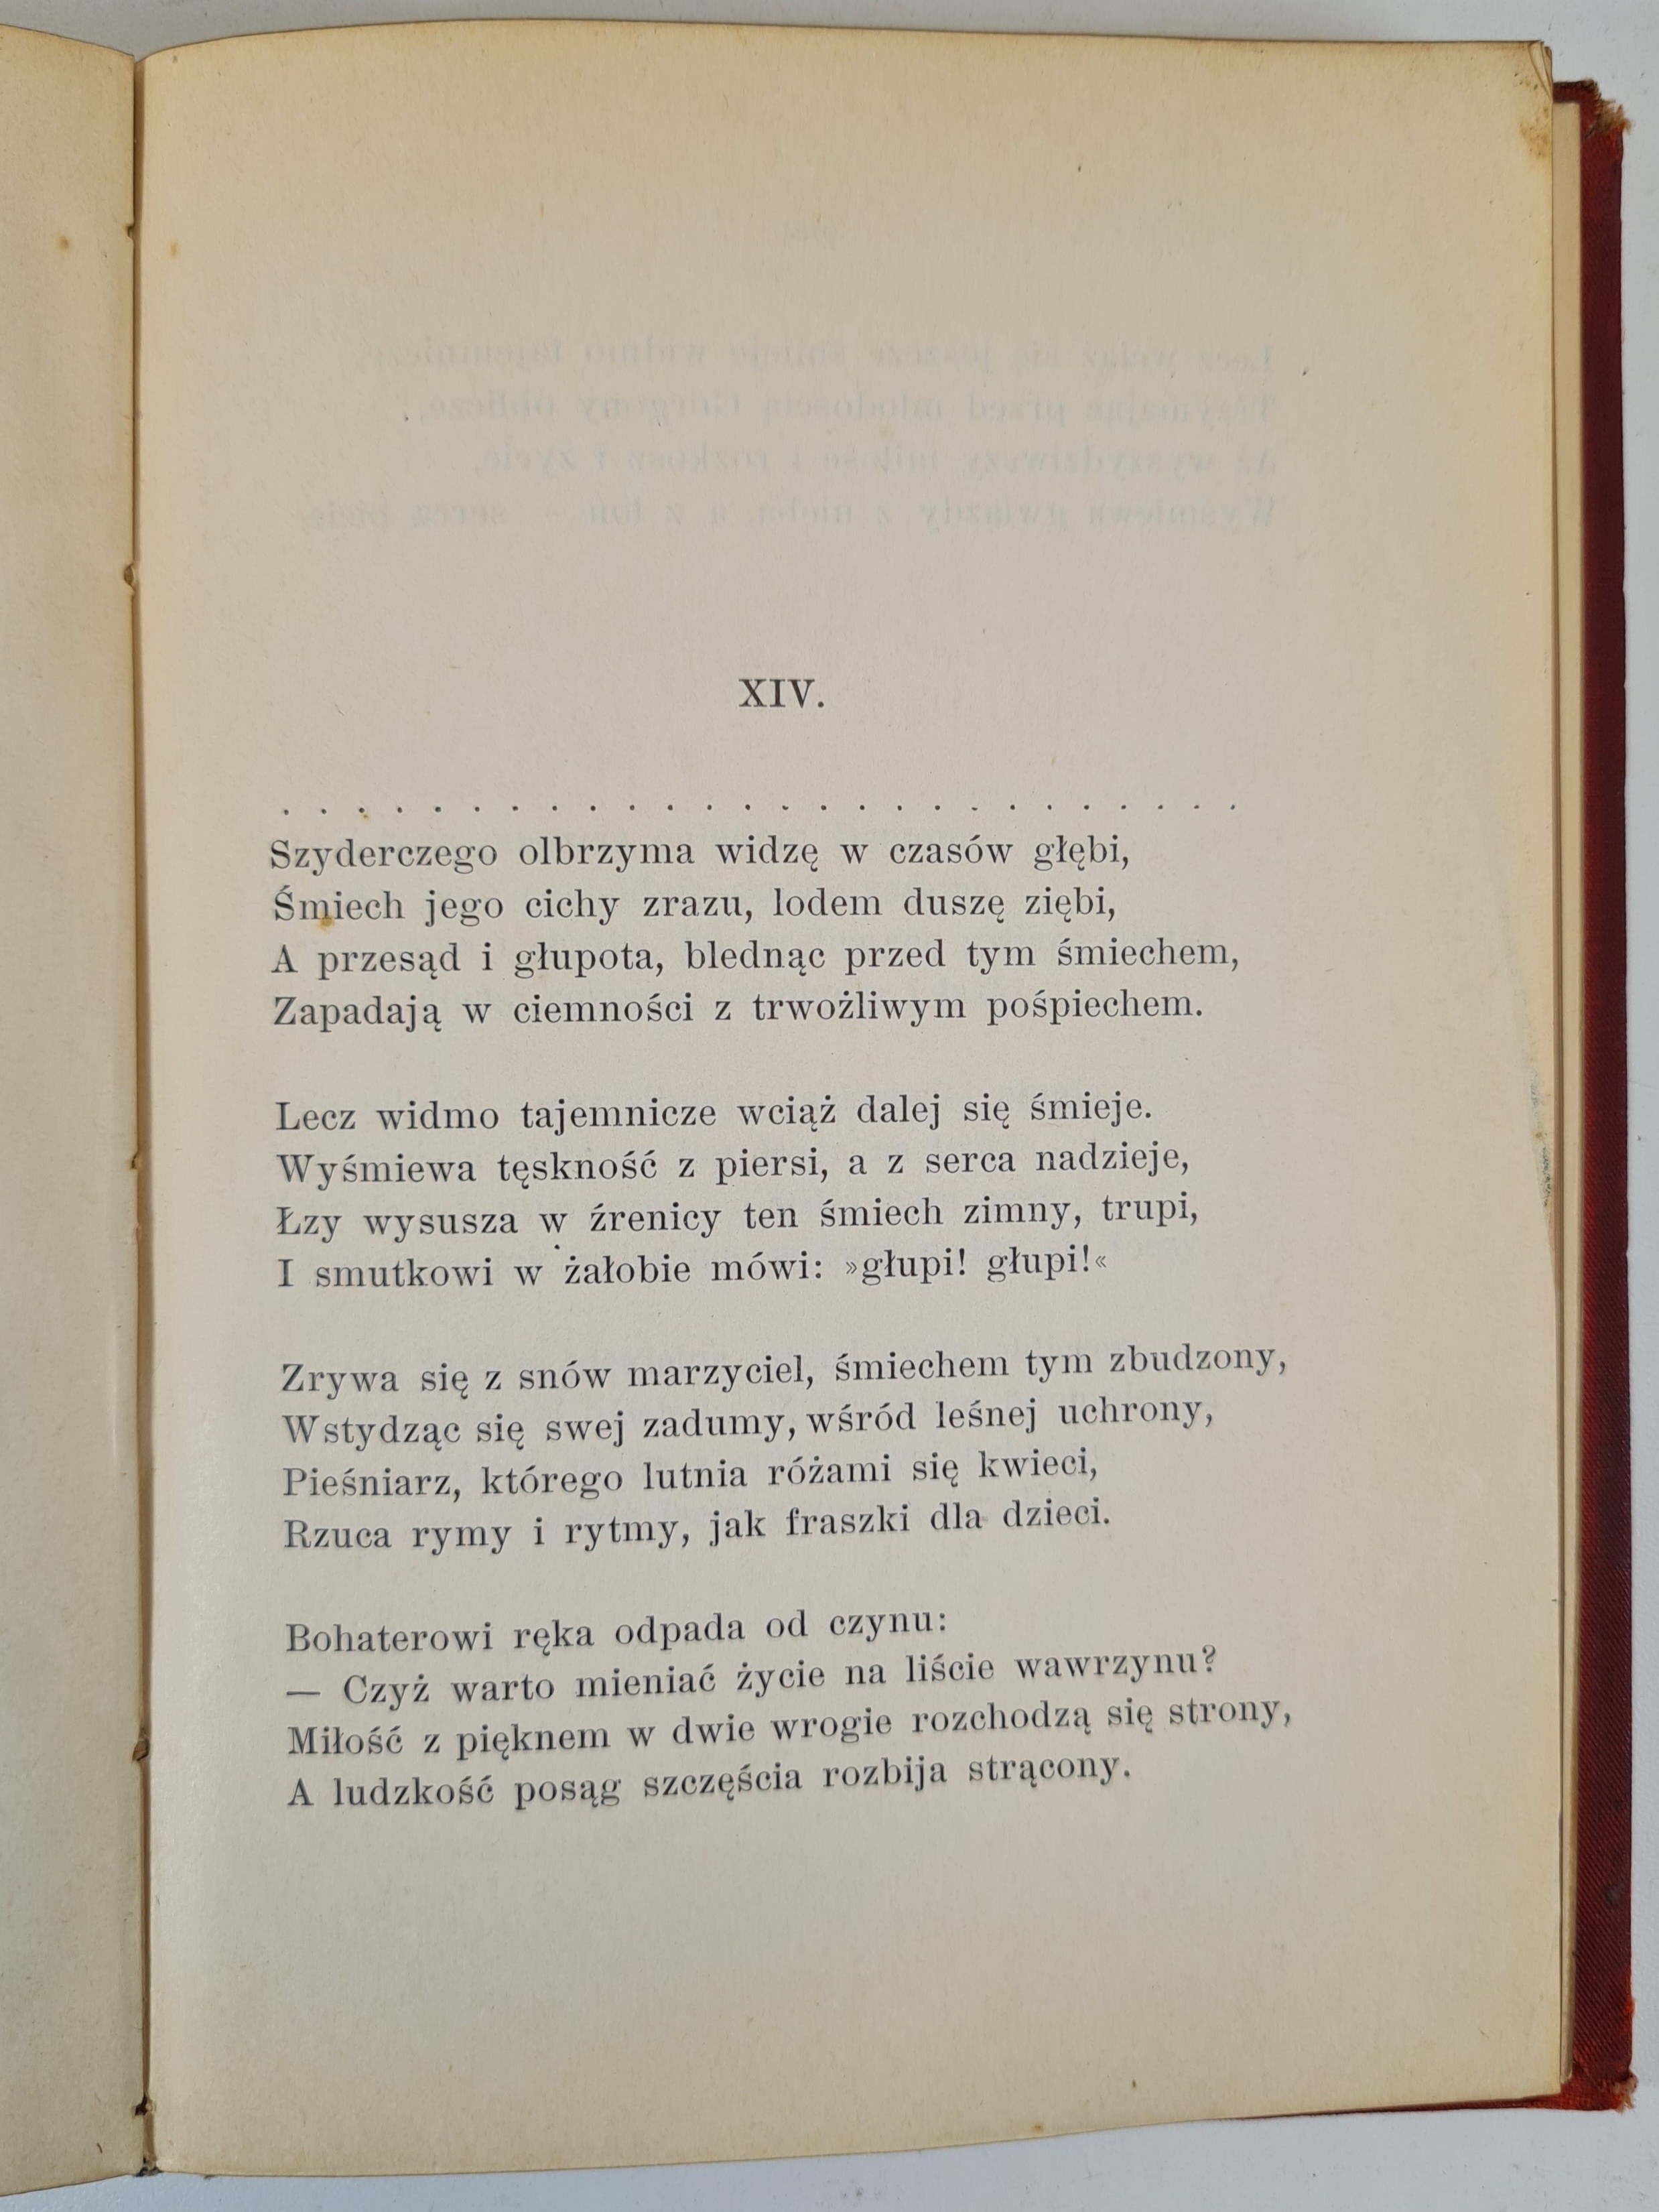 XIV.
. . . . . . . . . . . . . . . . . . . . . . . . . .
Szyderczego olbrzyma widzę w czasów głębi,
Śmiech jego cichy zrazu, lodem duszę ziębi,
A przesąd i głupota, blednąc przed tym śmiechem,
Zapadają w ciemności z trwożliwym pośpiechem.
Lecz widmo tajemnicze wciąż dalej się śmieje.
Wyśmiewa tęskność z piersi, a z serca nadzieje,
Łzy wysusza w źrenicy ten śmiech zimny, trupi,
I smutkowi w żałobie mówi: »głupi! głupi!«
Zrywa się z snów marzyciel, śmiechem tym zbudzony,
Wstydząc się swej zadumy, wśród leśnej uchrony,
Pieśniarz, którego lutnia różami się kwieci,
Rzuca rymy i rytmy, jak fraszki dla dzieci.
Bohaterowi ręka odpada od czynu:
— Czyż warto mieniać życie na liście wawrzynu?
Miłość z pięknem w dwie wrogie rozchodzą się strony,
A ludzkość posąg szczęścia rozbija strącony.